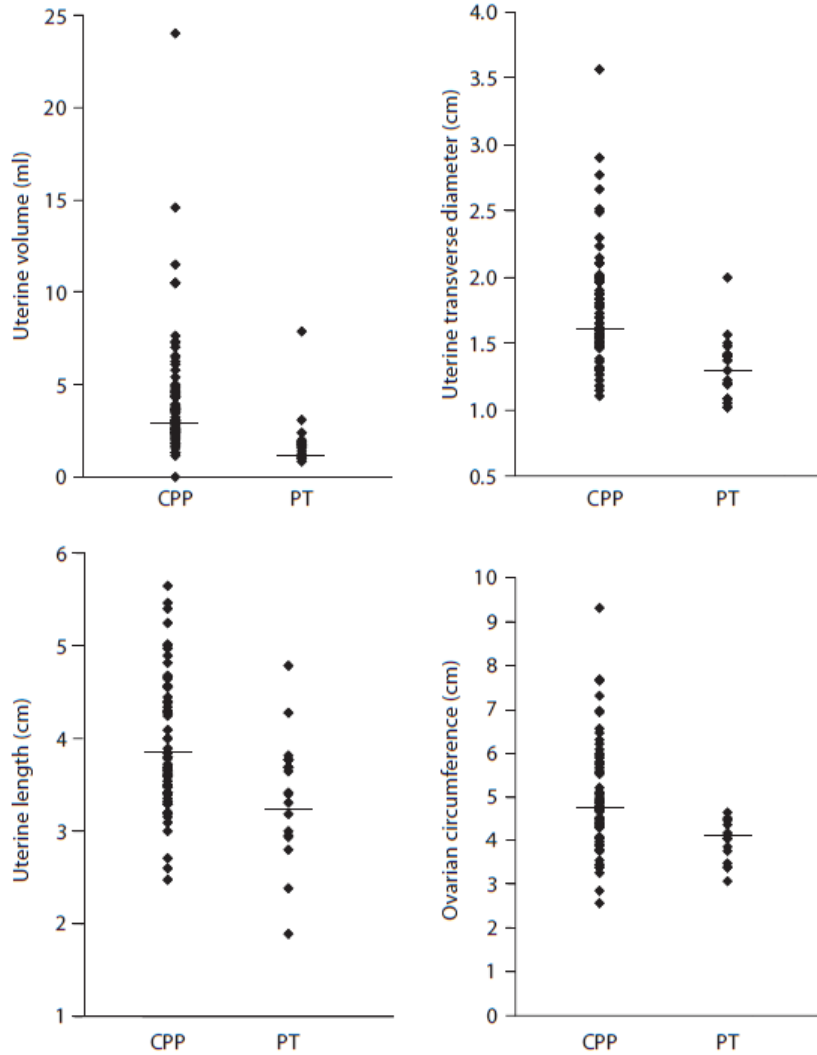 Uterine volume (ml)
25
20
15
10
5
0
CPP
PT
Uterine transverse diameter (cm)
4.0
3.5
3.0
2.5
2.0
1.5
1.0
0.5
CPP
PT
Uterine length (cm)
6
5
4
3
2
1
CPP
PT
Ovarian circumference (cm)
10
9
8
7
6
5
4
3
2
1
0
CPP
PT